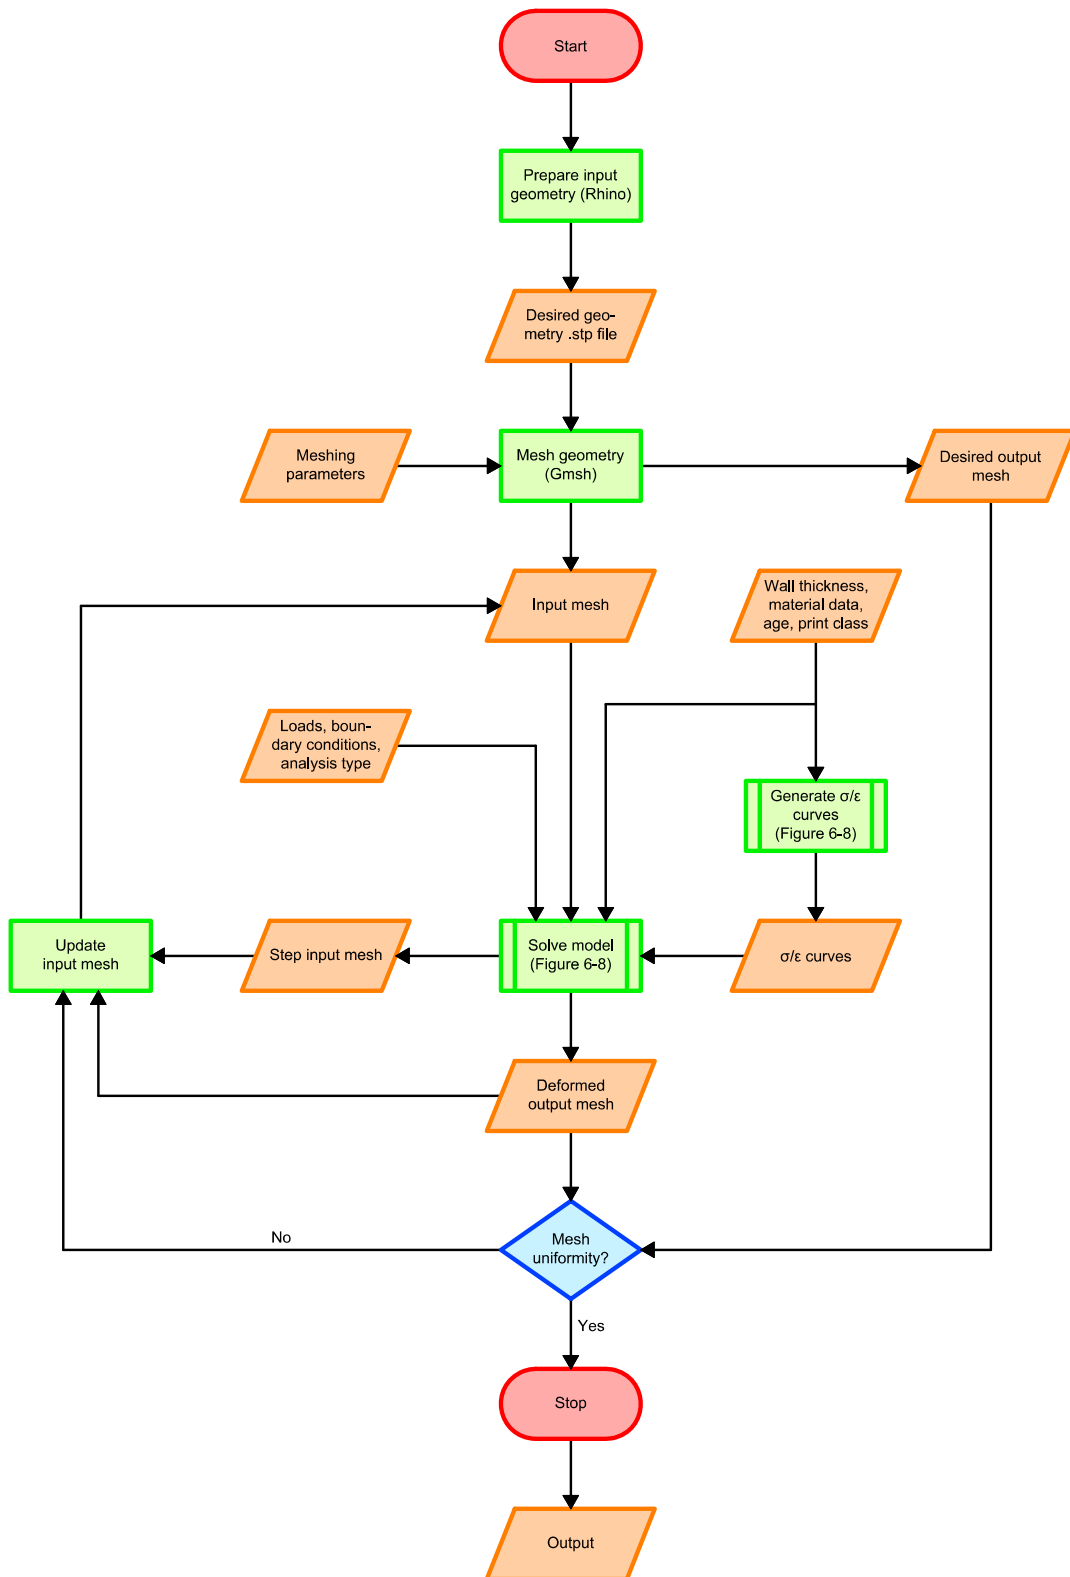 Start
Prepare input
geometry (Rhino)
Desired geo-
metry .stp file
Meshing
parameters
Mesh geometry
(Gmsh)
Desired output
mesh
Input mesh
Wall thickness,
material data,
age, print class
Loads, boun-
dary conditions,
analysis type
Generate σ/ε
curves
(Figure 6-8)
Update
input mesh
Step input mesh
Solve model
(Figure 6-8)
σ/ε curves
Deformed
output mesh
No
Mesh
uniformity?
Yes
Stop
Output